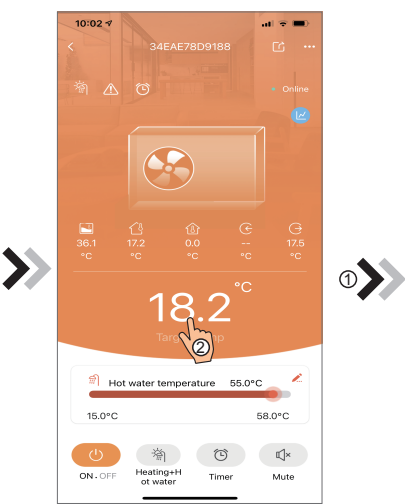 10:02
34EAE78D9188
Online
36.1 17.2 0.0 -- 17.5
°C °C °C °C °C
18.2 °C
①
②
Hot water temperature 55.0°C
15.0°C 58.0°C
ON . OFF
Heating+H
ot water
Timer
Mute